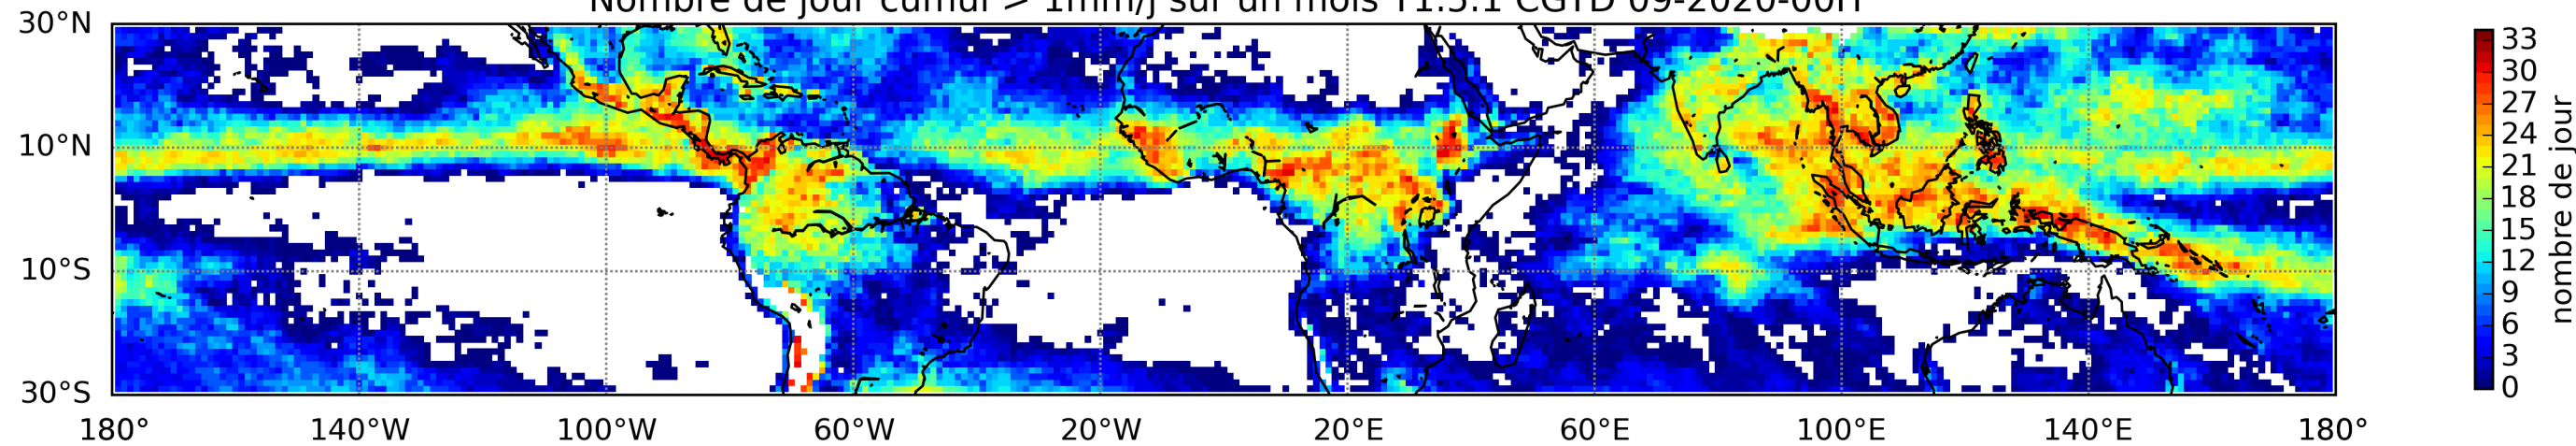 Nombre de jour cumul > 1mm/j sur un mois T1.5.1 CGTD 09-2020-00H
30°N
10°N
10°S
30°S
180° 140°W 100°W 60°W 20°W 20°E 60°E 100°E 140°E 180°
33
30
27
24
21
18
15
12
9
6
3
0
nombre de jour